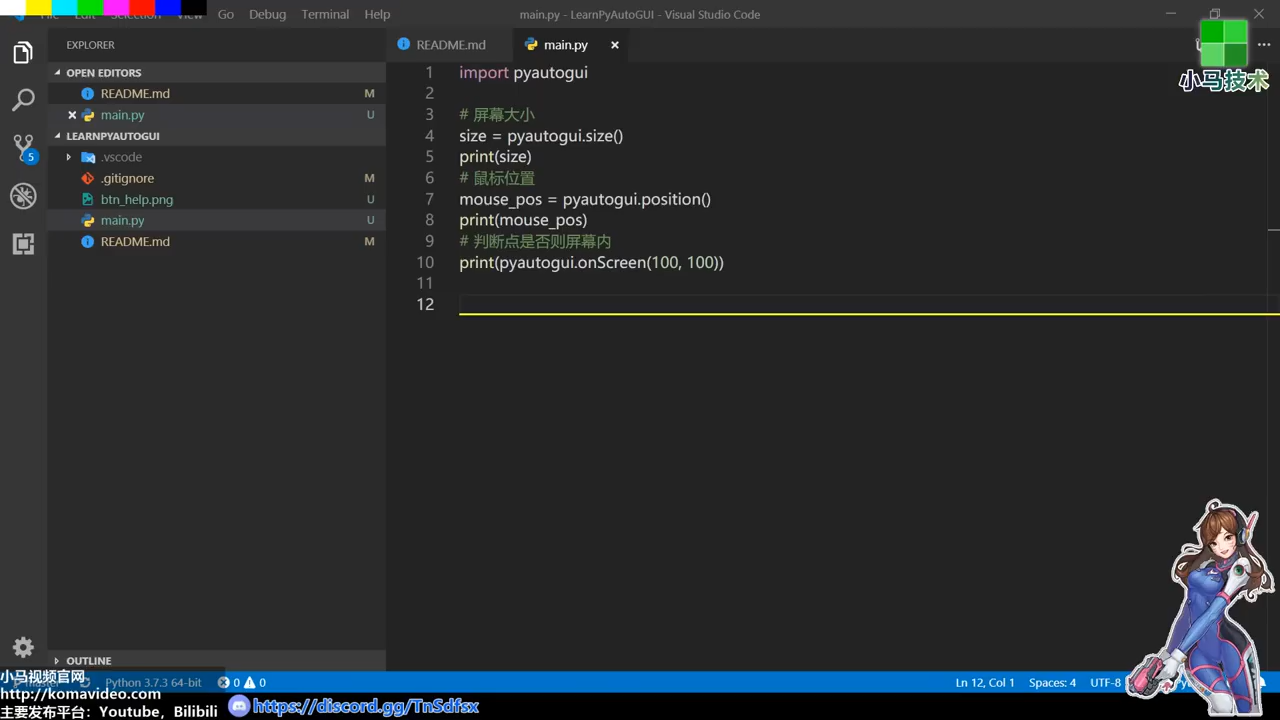 File Edit Selection View Go Debug Terminal Help
main.py - LearnPyAutoGUI - Visual Studio Code
小马技术
EXPLORER
OPEN EDITORS
README.md M
main.py U
LEARNPYAUTOGUI
.vscode
.gitignore M
btn_help.png U
main.py U
README.md M
OUTLINE
5
README.md
main.py
1 import pyautogui
2
3 # 屏幕大小
4 size = pyautogui.size()
5 print(size)
6 # 鼠标位置
7 mouse_pos = pyautogui.position()
8 print(mouse_pos)
9 # 判断点是否则屏幕内
10 print(pyautogui.onScreen(100, 100))
11
12
小马视频官网
http://komavideo.com
主要发布平台：Youtube，Bilibili
https://discord.gg/TnSdfsx
Python 3.7.3 64-bit
0 0
Ln 12, Col 1
Spaces: 4
UTF-8